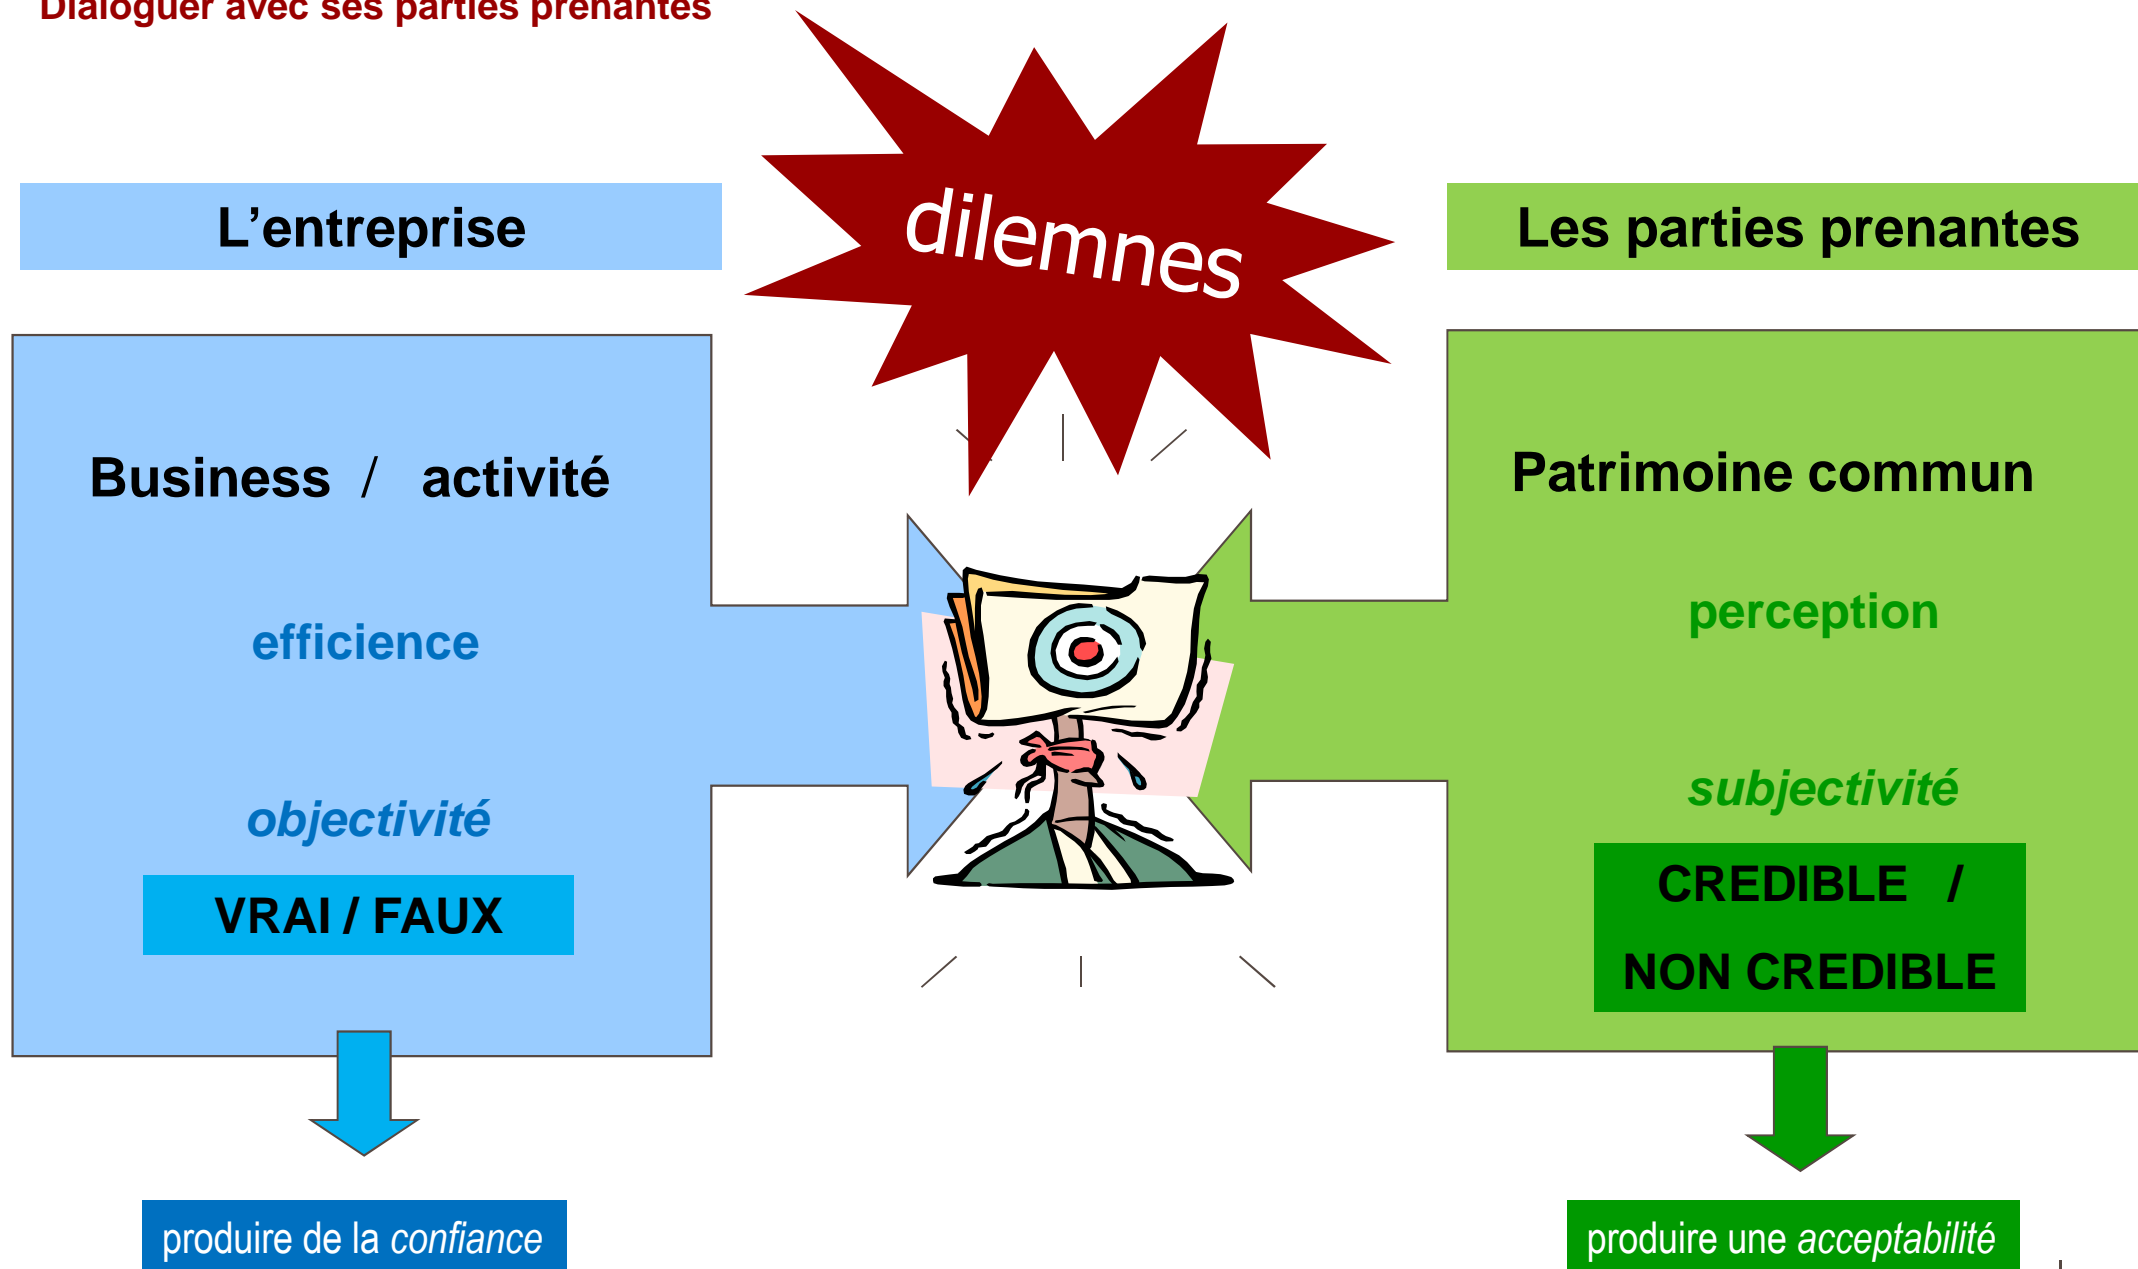 Dialoguer avec ses parties prenantes
dilemnes
L’entreprise
Les parties prenantes
Business / activité
efficience
objectivité
VRAI / FAUX
produire de la confiance
Patrimoine commun
perception
subjectivité
CREDIBLE /
NON CREDIBLE
produire une acceptabilité